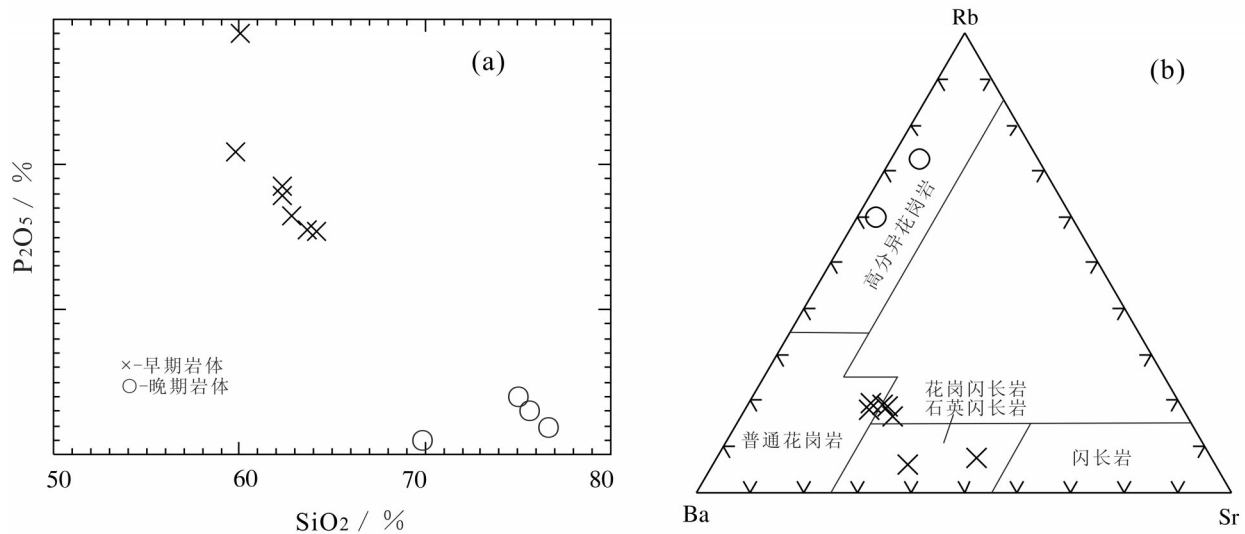 (a)
P2O5 / %
×-早期岩体
○-晚期岩体
50
60
70
80
SiO2 / %
Rb
(b)
高分异花岗岩
花岗闪长岩
石英闪长岩
普通花岗岩
闪长岩
Ba
Sr